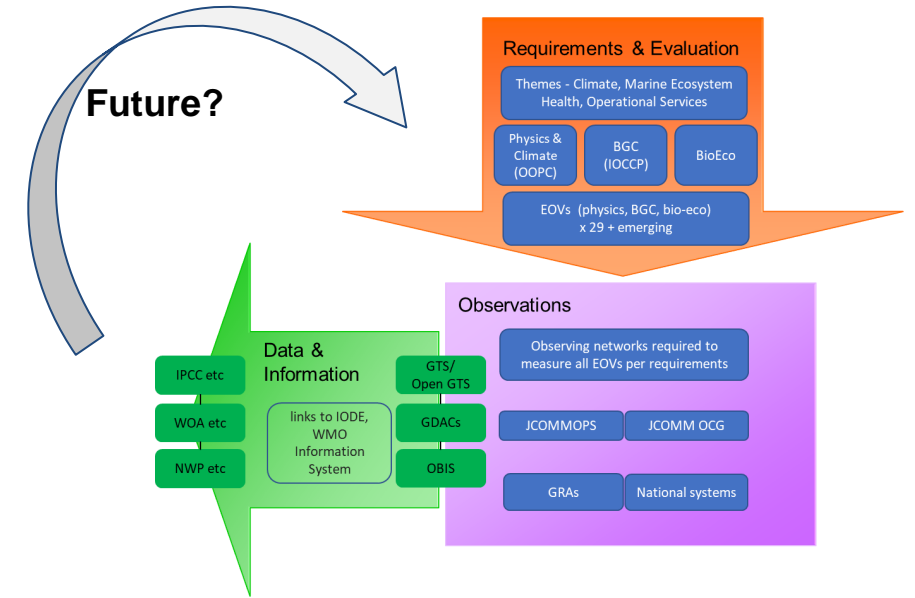 Future?
Requirements & Evaluation
Themes - Climate, Marine Ecosystem
Health, Operational Services
Physics &
Climate
(OOPC)
BGC
(IOCCP)
BioEco
EOVs (physics, BGC, bio-eco)
x 29 + emerging
Observations
Observing networks required to
measure all EOVs per requirements
JCOMMOPS
JCOMM OCG
GRAs
National systems
Data &
Information
GTS/
Open GTS
GDACs
OBIS
links to IODE,
WMO
Information
System
IPCC etc
WOA etc
NWP etc